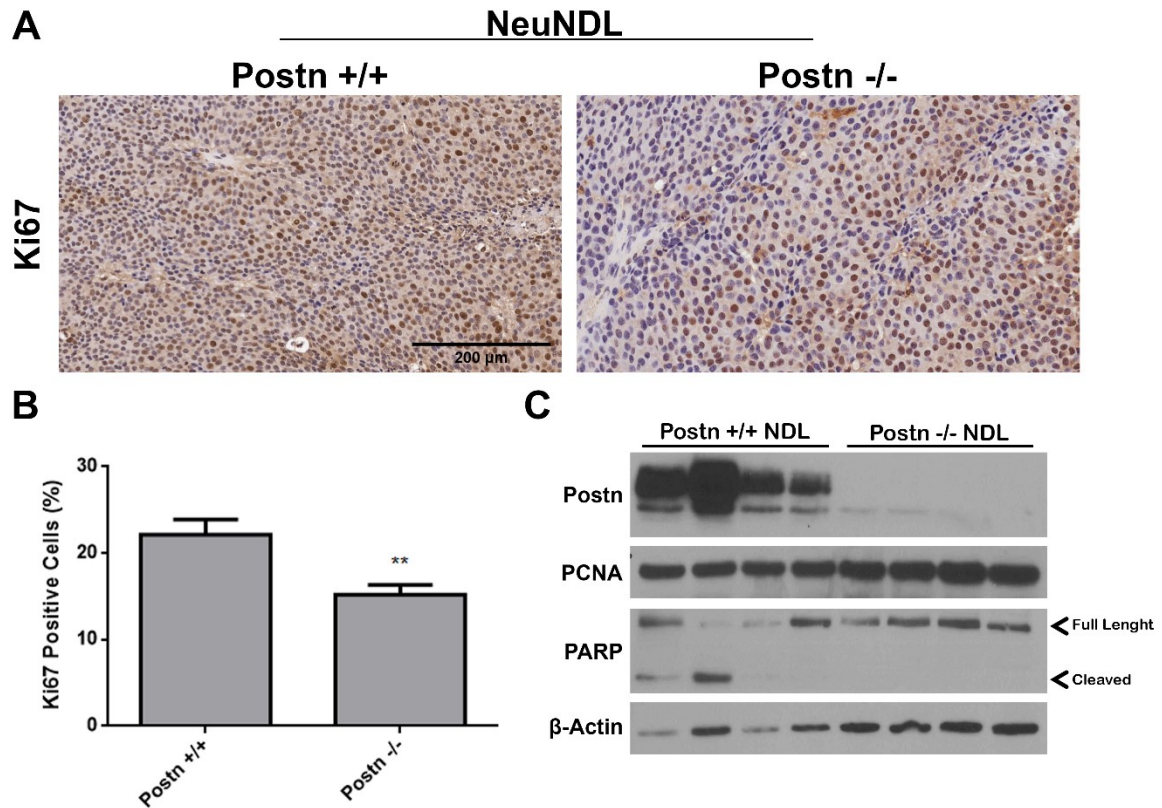 A
NeuNDL
Postn +/+
Postn -/-
Ki67
200 µm
B
Ki67 Positive Cells (%)
30
20
10
0
**
Postn +/+
Postn -/-
C
Postn +/+ NDL
Postn -/- NDL
Postn
PCNA
PARP
Full Lenght
Cleaved
β-Actin